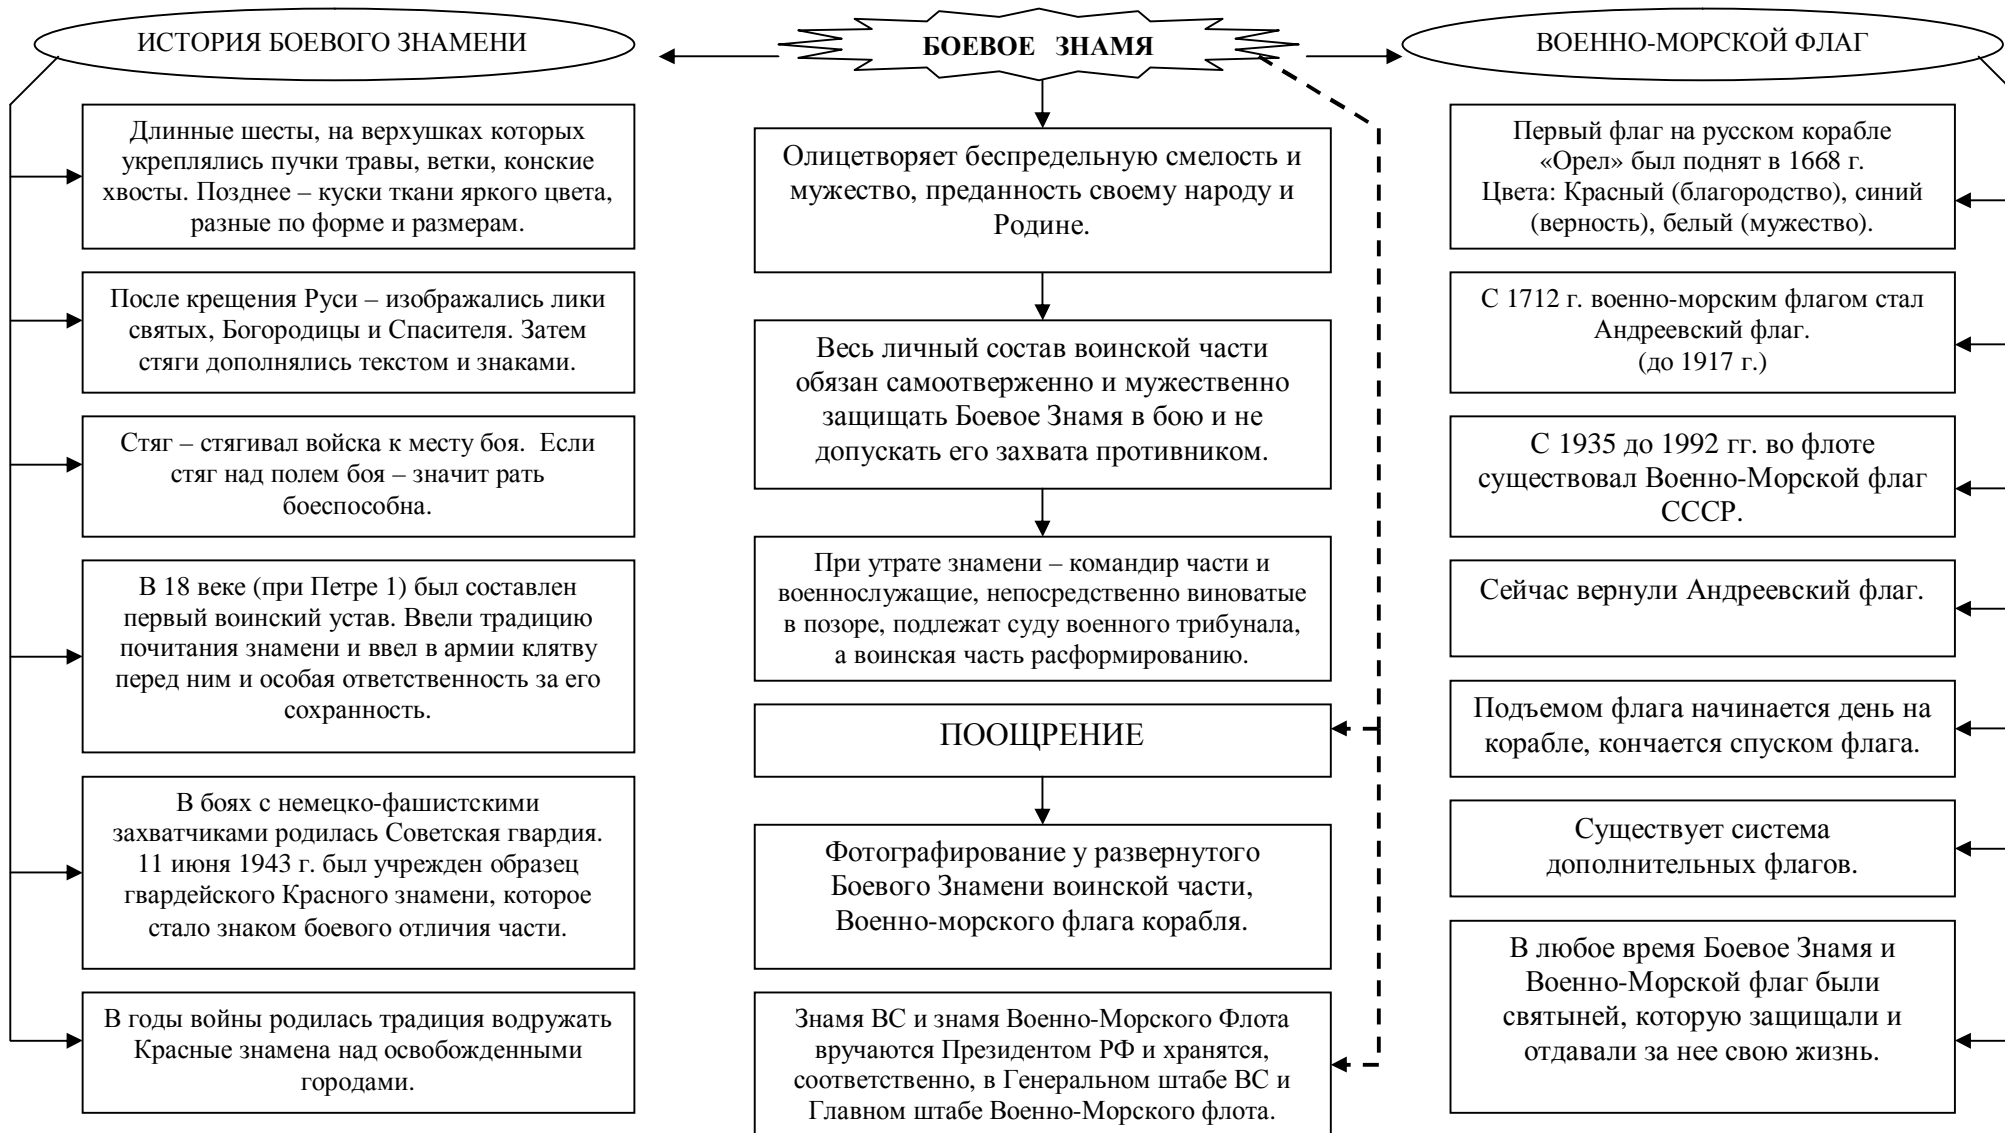 ИСТОРИЯ БОЕВОГО ЗНАМЕНИ
Длинные шесты, на верхушках которых
укреплялись пучки травы, ветки, конские
хвосты. Позднее – куски ткани яркого цвета,
разные по форме и размерам.
После крещения Руси – изображались лики
святых, Богородицы и Спасителя. Затем
стяги дополнялись текстом и знаками.
Стяг – стягивал войска к месту боя.  Если
стяг над полем боя – значит рать
боеспособна.
В 18 веке (при Петре 1) был составлен
первый воинский устав. Ввели традицию
почитания знамени и ввел в армии клятву
перед ним и особая ответственность за его
сохранность.
В боях с немецко-фашистскими
захватчиками родилась Советская гвардия.
11 июня 1943 г. был учрежден образец
гвардейского Красного знамени, которое
стало знаком боевого отличия части.
В годы войны родилась традиция водружать
Красные знамена над освобожденными
городами.
БОЕВОЕ ЗНАМЯ
Олицетворяет беспредельную смелость и
мужество, преданность своему народу и
Родине.
Весь личный состав воинской части
обязан самоотверженно и мужественно
защищать Боевое Знамя в бою и не
допускать его захвата противником.
При утрате знамени – командир части и
военнослужащие, непосредственно виноватые
в позоре, подлежат суду военного трибунала,
а воинская часть расформированию.
ПООЩРЕНИЕ
Фотографирование у развернутого
Боевого Знамени воинской части,
Военно-морского флага корабля.
Знамя ВС и знамя Военно-Морского Флота
вручаются Президентом РФ и хранятся,
соответственно, в Генеральном штабе ВС и
Главном штабе Военно-Морского флота.
ВОЕННО-МОРСКОЙ ФЛАГ
Первый флаг на русском корабле
«Орел» был поднят в 1668 г.
Цвета: Красный (благородство), синий
(верность), белый (мужество).
С 1712 г. военно-морским флагом стал
Андреевский флаг.
(до 1917 г.)
С 1935 до 1992 гг. во флоте
существовал Военно-Морской флаг
СССР.
Сейчас вернули Андреевский флаг.
Подъемом флага начинается день на
корабле, кончается спуском флага.
Существует система
дополнительных флагов.
В любое время Боевое Знамя и
Военно-Морской флаг были
святыней, которую защищали и
отдавали за нее свою жизнь.